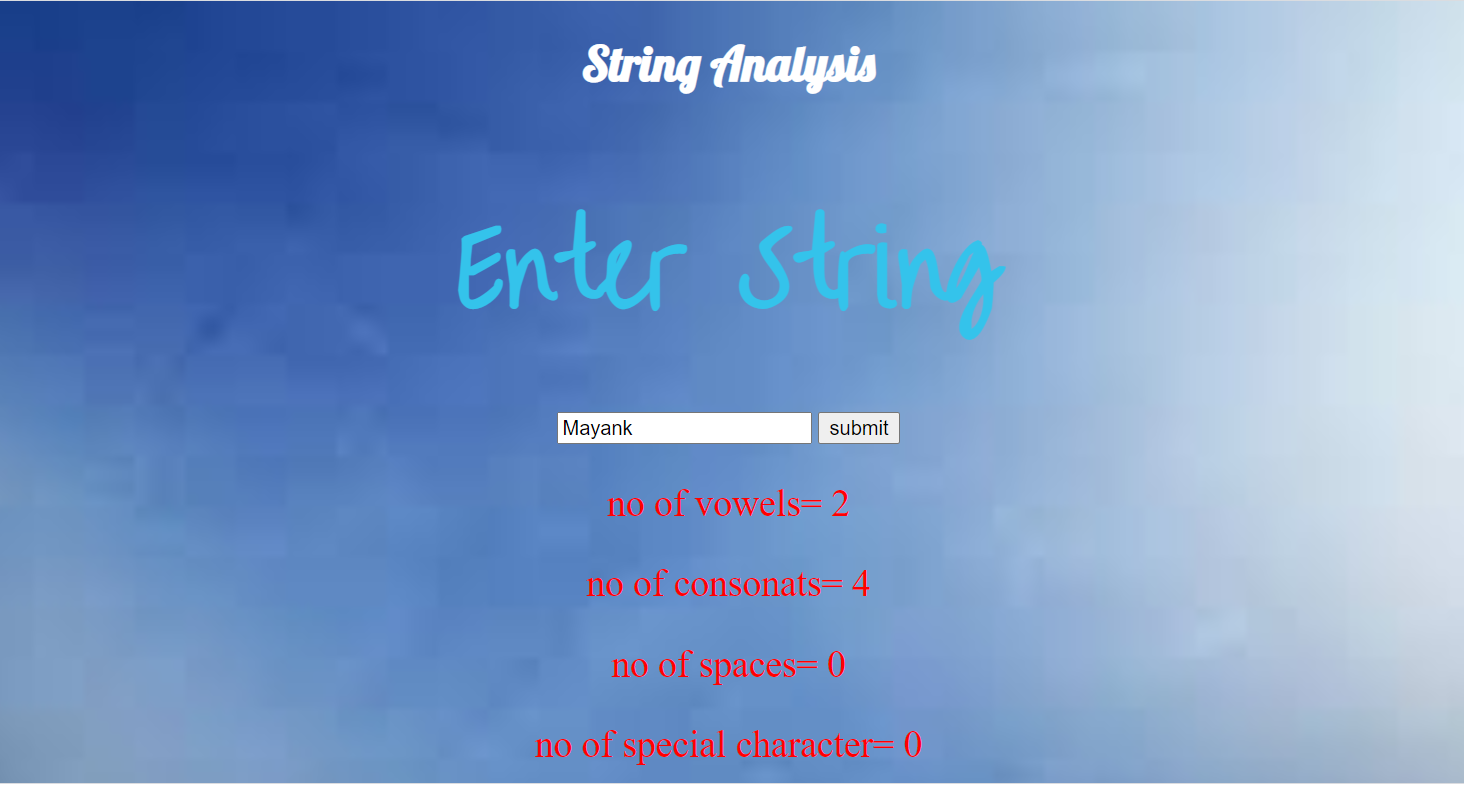 String Analysis
Enter String
Mayank submit
no of vowels= 2
no of consonats= 4
no of spaces= 0
no of special character= 0